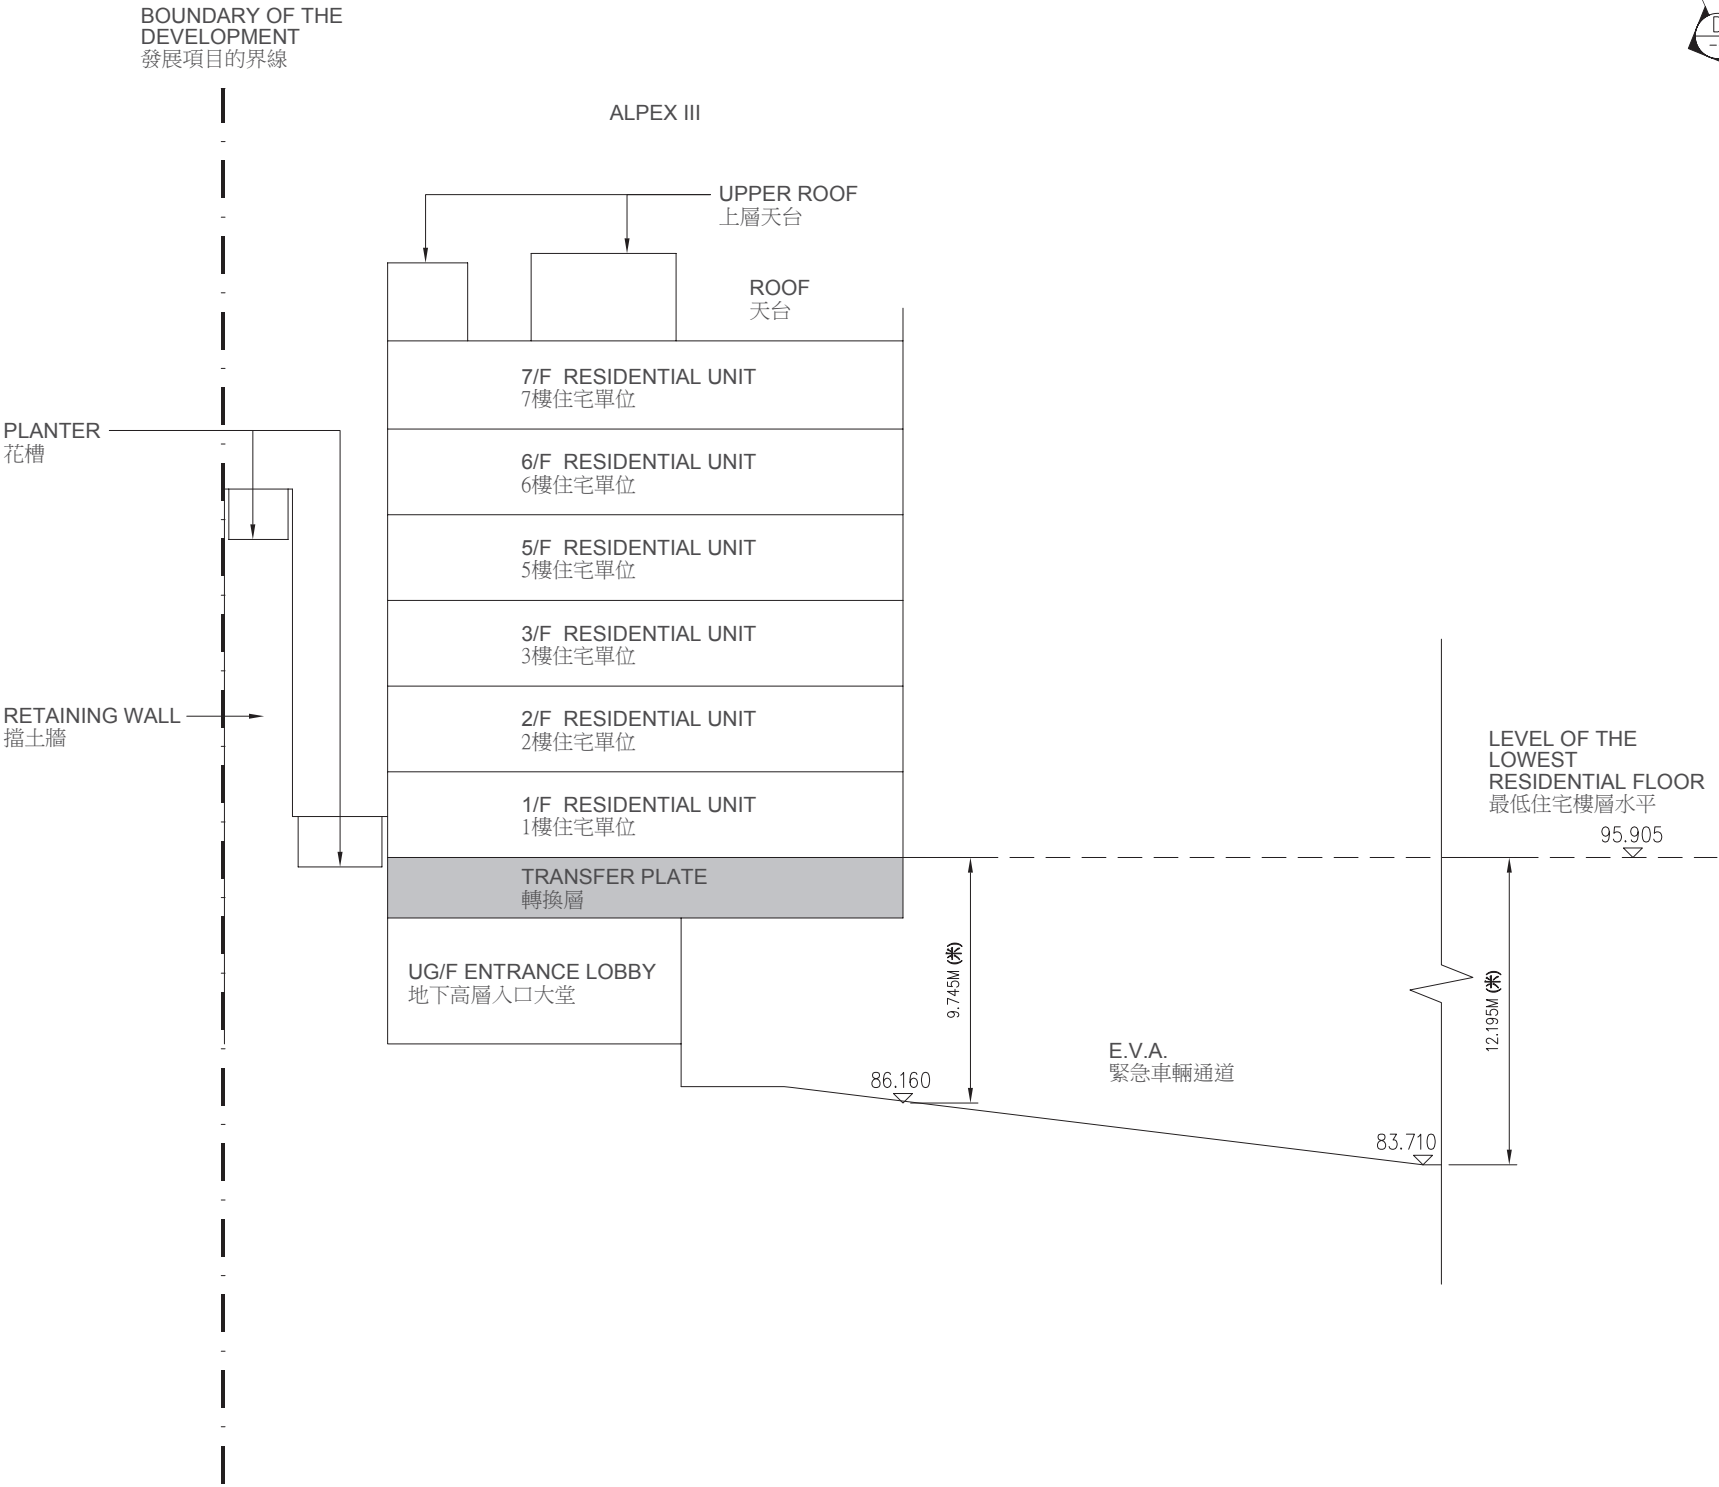 BOUNDARY OF THE
DEVELOPMENT
發展項目的界線
ALPEX III
UPPER ROOF
上層天台
ROOF
天台
7/F RESIDENTIAL UNIT
7樓住宅單位
PLANTER
花槽
6/F RESIDENTIAL UNIT
6樓住宅單位
5/F RESIDENTIAL UNIT
5樓住宅單位
3/F RESIDENTIAL UNIT
3樓住宅單位
RETAINING WALL
擋土牆
2/F RESIDENTIAL UNIT
2樓住宅單位
LEVEL OF THE
LOWEST
RESIDENTIAL FLOOR
最低住宅樓層水平
95.905
1/F RESIDENTIAL UNIT
1樓住宅單位
TRANSFER PLATE
轉換層
UG/F ENTRANCE LOBBY
地下高層入口大堂
9.745M (米)
12.195M (米)
E.V.A.
緊急車輛通道
86.160
83.710